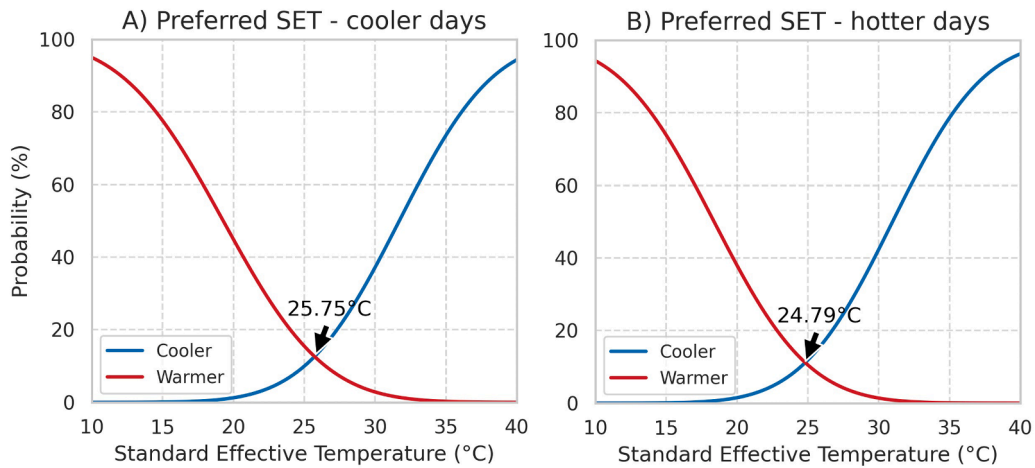 A) Preferred SET - cooler days
Probability (%)
100
80
60
40
20
0
25.75°C
Cooler
Warmer
10 15 20 25 30 35 40
Standard Effective Temperature (°C)
B) Preferred SET - hotter days
100
80
60
40
20
0
24.79°C
Cooler
Warmer
10 15 20 25 30 35 40
Standard Effective Temperature (°C)